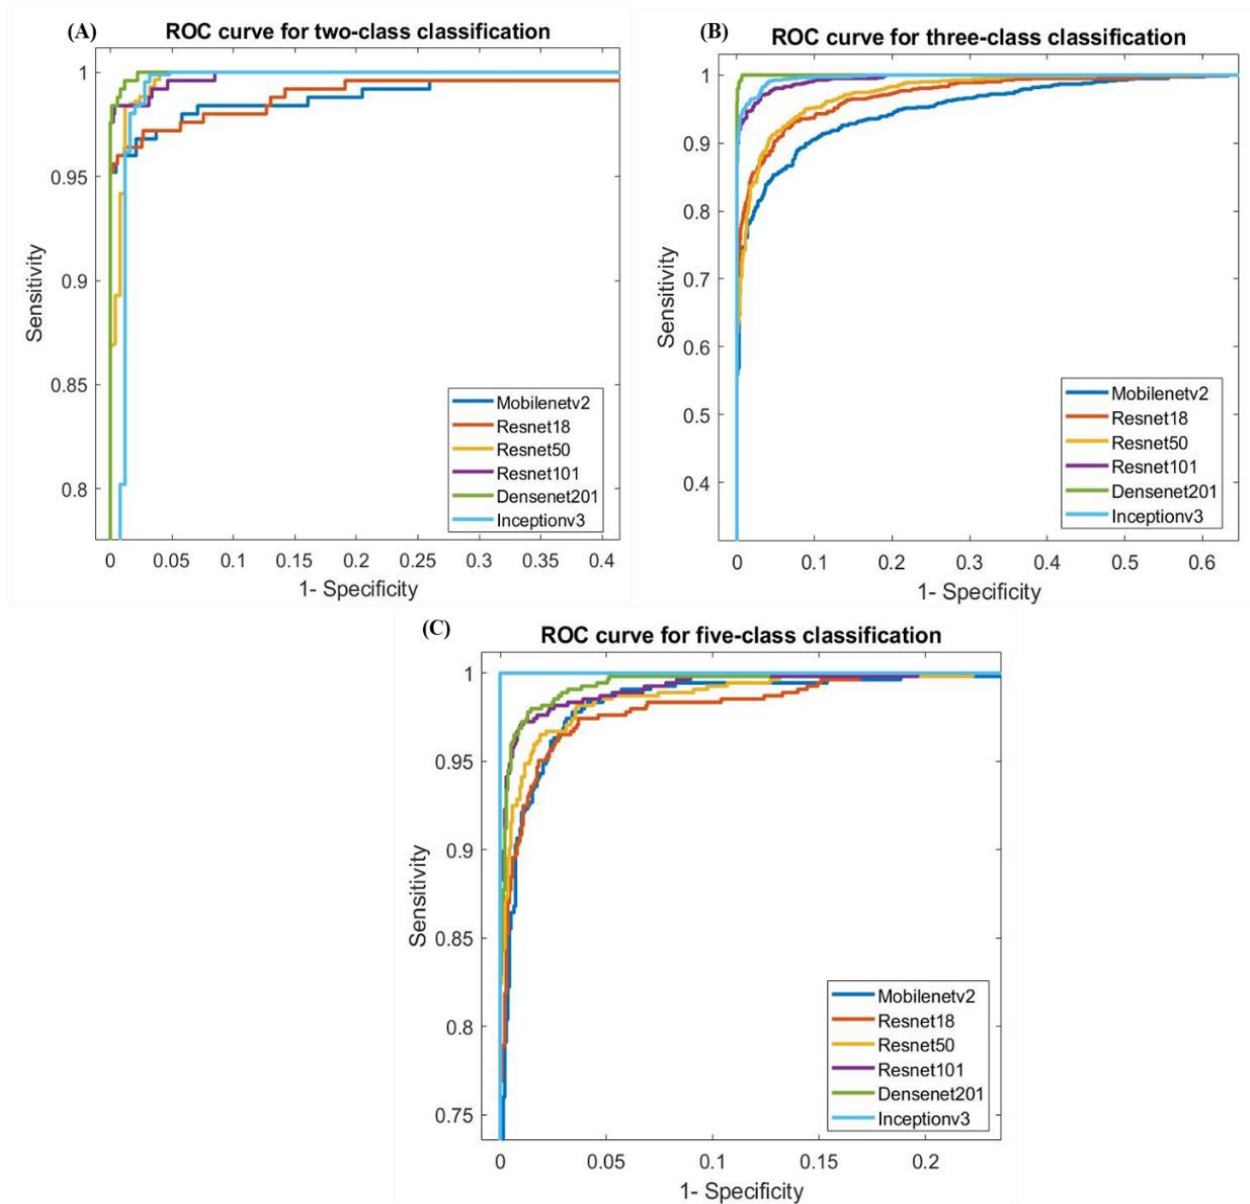 (A)
ROC curve for two-class classification
1
0.95
0.9
0.85
0.8
Sensitivity
Mobilenetv2
Resnet18
Resnet50
Resnet101
Densenet201
Inceptionv3
0 0.05 0.1 0.15 0.2 0.25 0.3 0.35 0.4
1- Specificity
(B)
ROC curve for three-class classification
1
0.9
0.8
0.7
0.6
0.5
0.4
Sensitivity
Mobilenetv2
Resnet18
Resnet50
Resnet101
Densenet201
Inceptionv3
0 0.1 0.2 0.3 0.4 0.5 0.6
1- Specificity
(C)
ROC curve for five-class classification
1
0.95
0.9
0.85
0.8
0.75
Sensitivity
Mobilenetv2
Resnet18
Resnet50
Resnet101
Densenet201
Inceptionv3
0 0.05 0.1 0.15 0.2
1- Specificity